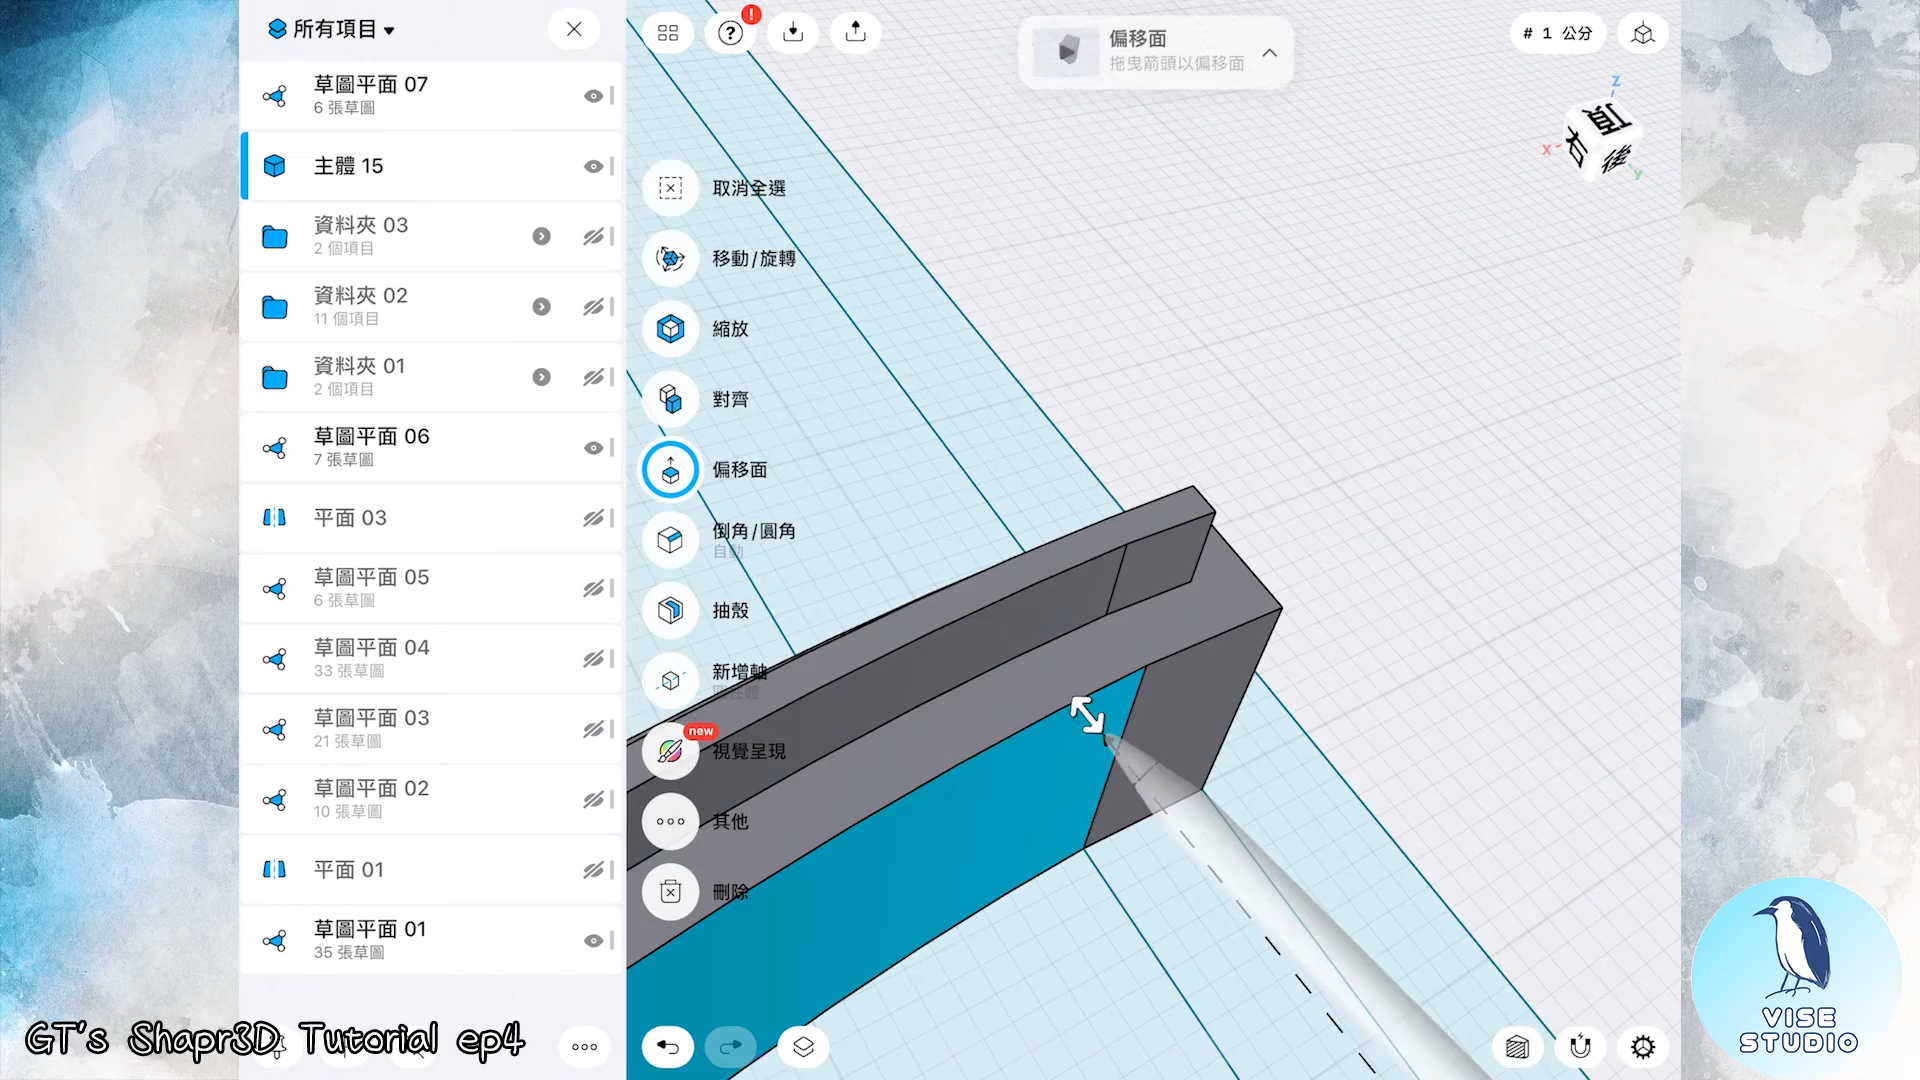 所有項目
草圖平面 07
6 張草圖
主體 15
資料夾 03
2 個項目
資料夾 02
11 個項目
資料夾 01
2 個項目
草圖平面 06
7 張草圖
平面 03
草圖平面 05
6 張草圖
草圖平面 04
33 張草圖
草圖平面 03
21 張草圖
草圖平面 02
10 張草圖
平面 01
草圖平面 01
35 張草圖
取消全選
移動/旋轉
縮放
對齊
偏移面
倒角/圓角
自動
抽殼
新增軸
new
視覺呈現
其他
刪除
偏移面
拖曳箭頭以偏移面
# 1 公分
Z
X
Y
頂
右
後
GT's Shapr3D Tutorial ep4
VISE
STUDIO